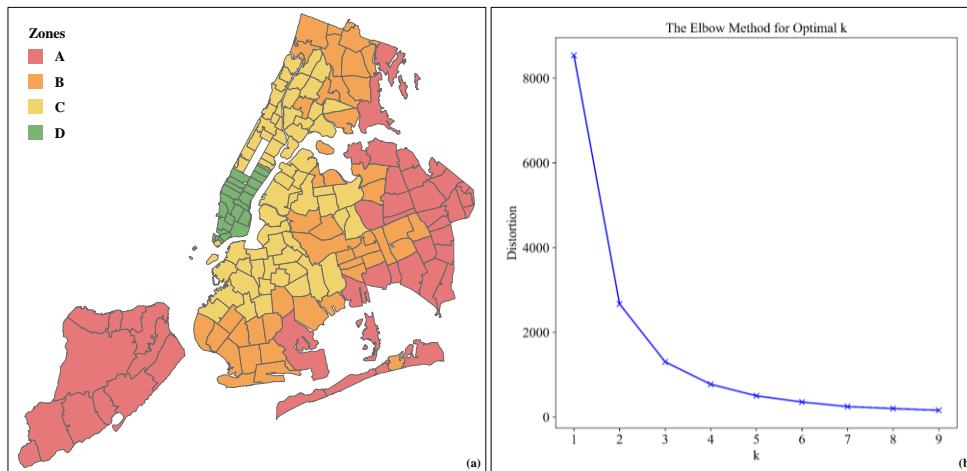 Zones
A
B
C
D
(a)
The Elbow Method for Optimal k
Distortion
8000
6000
4000
2000
0
1 2 3 4 5 6 7 8 9
k
(b)